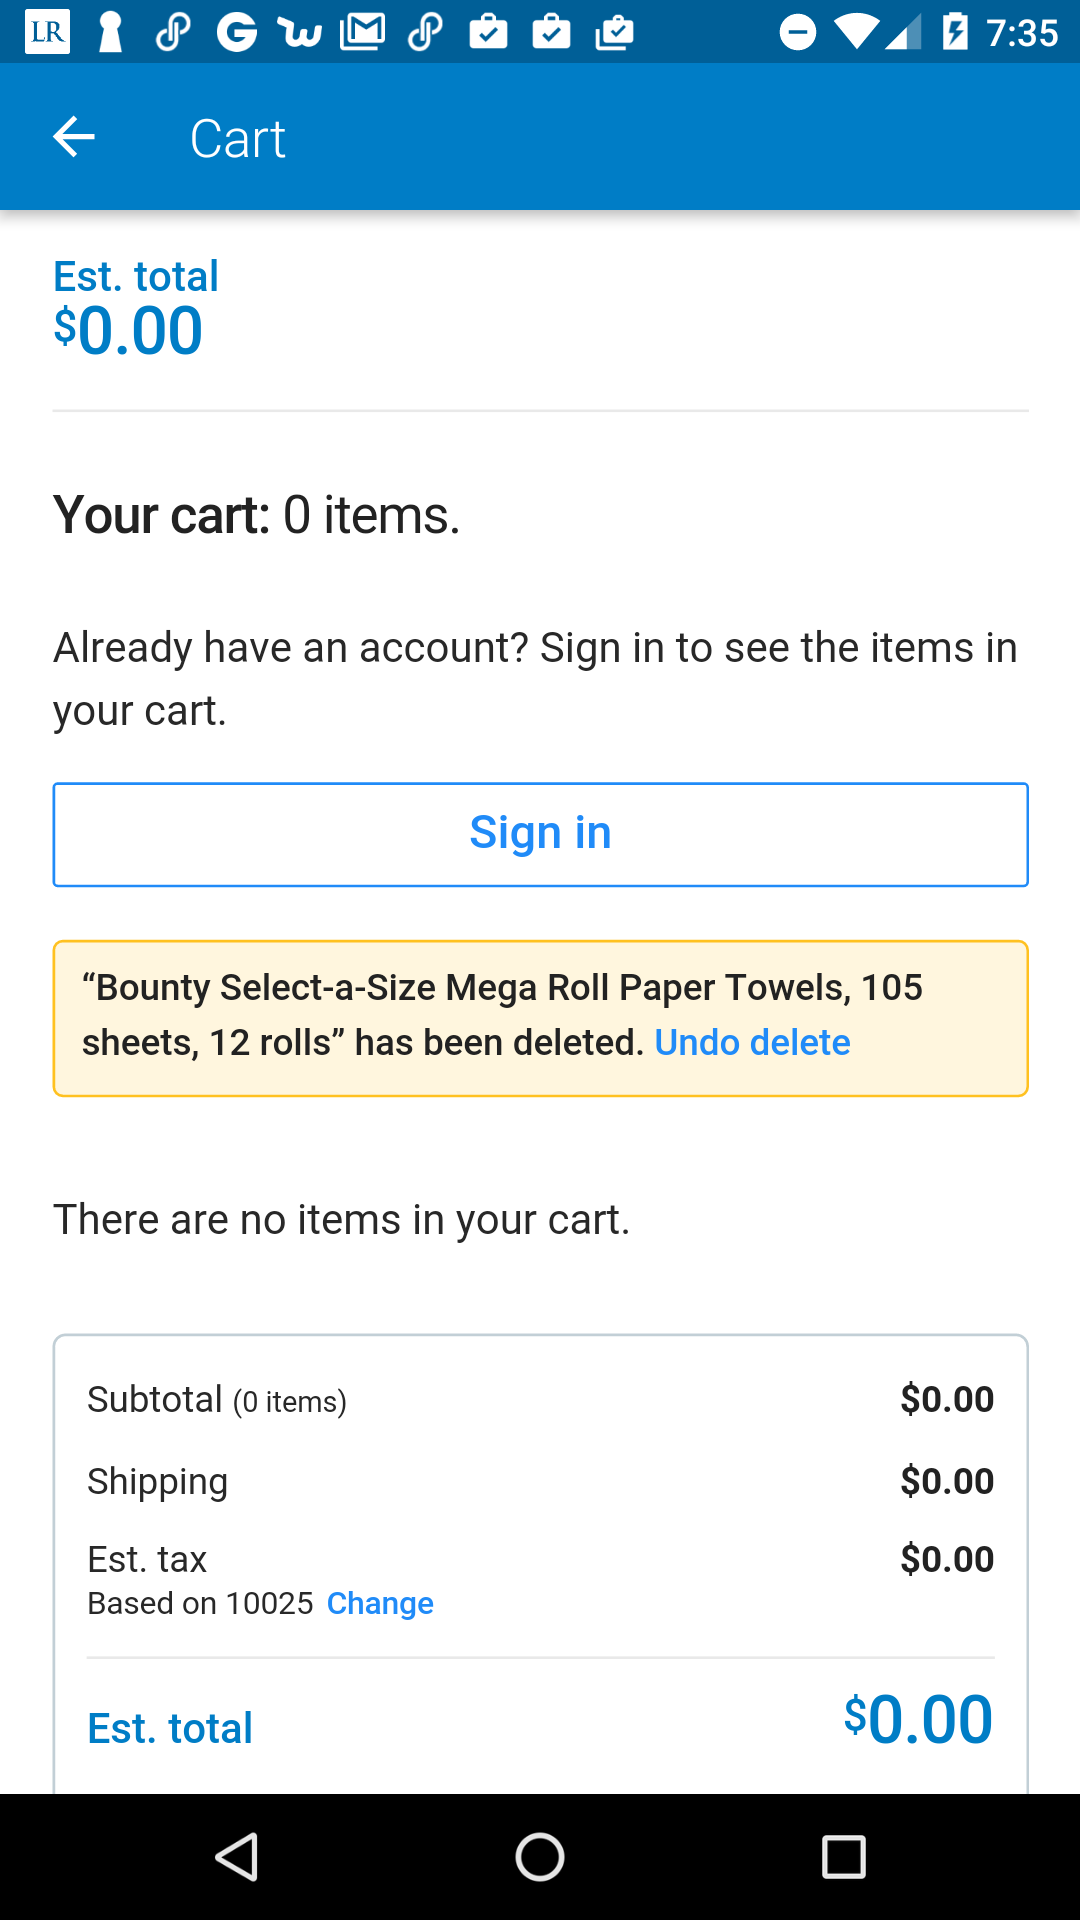 LR 7:35
Cart
Est. total
$0.00
Your cart: 0 items.
Already have an account? Sign in to see the items in
your cart.
Sign in
“Bounty Select-a-Size Mega Roll Paper Towels, 105
sheets, 12 rolls” has been deleted. Undo delete
There are no items in your cart.
Subtotal (0 items) $0.00
Shipping $0.00
Est. tax $0.00
Based on 10025 Change
Est. total $0.00